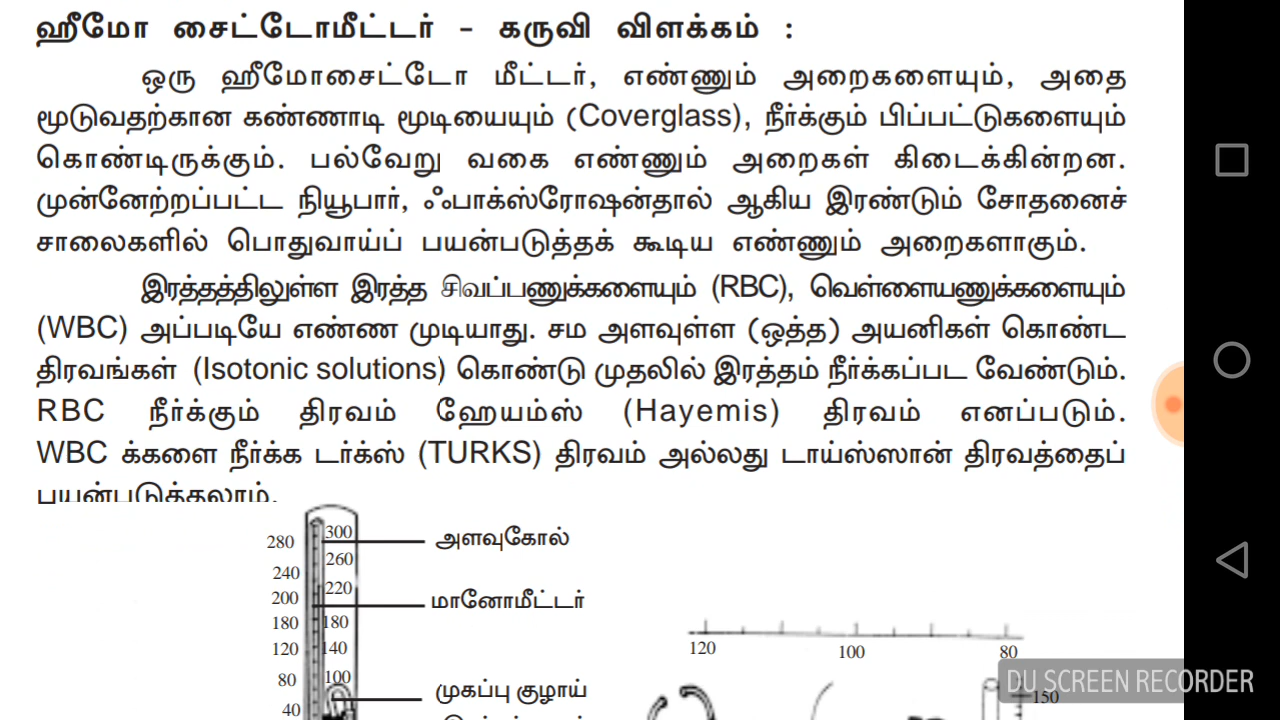 ஹீமோ சைட்டோமீட்டர் - கருவி விளக்கம் :
ஒரு ஹீமோசைட்டோ மீட்டர், எண்ணும் அறைகளையும், அதை
மூடுவதற்கான கண்ணாடி மூடியையும் (Coverglass), நீர்க்கும் பிப்பட்டுகளையும்
கொண்டிருக்கும். பல்வேறு வகை எண்ணும் அறைகள் கிடைக்கின்றன.
முன்னேற்றப்பட்ட நியூபார், ஃபாக்ஸ்ரோஷன்தால் ஆகிய இரண்டும் சோதனைச்
சாலைகளில் பொதுவாய்ப் பயன்படுத்தக் கூடிய எண்ணும் அறைகளாகும்.
இரத்தத்திலுள்ள இரத்த சிவப்பணுக்களையும் (RBC), வெள்ளையணுக்களையும்
(WBC) அப்படியே எண்ண முடியாது. சம அளவுள்ள (ஒத்த) அயனிகள் கொண்ட
திரவங்கள் (Isotonic solutions) கொண்டு முதலில் இரத்தம் நீர்க்கப்பட வேண்டும்.
RBC நீர்க்கும் திரவம் ஹேயம்ஸ் (Hayemis) திரவம் எனப்படும்.
WBC க்களை நீர்க்க டர்க்ஸ் (TURKS) திரவம் அல்லது டாய்ஸ்ஸான் திரவத்தைப்
பயன்படுத்தலாம்.
300 அளவுகோல்
280
260
240
220
200 மானோமீட்டர்
180 180
120 140
120 100 80
80 100 முகப்பு குழாய்
DU SCREEN RECORDER
150
40